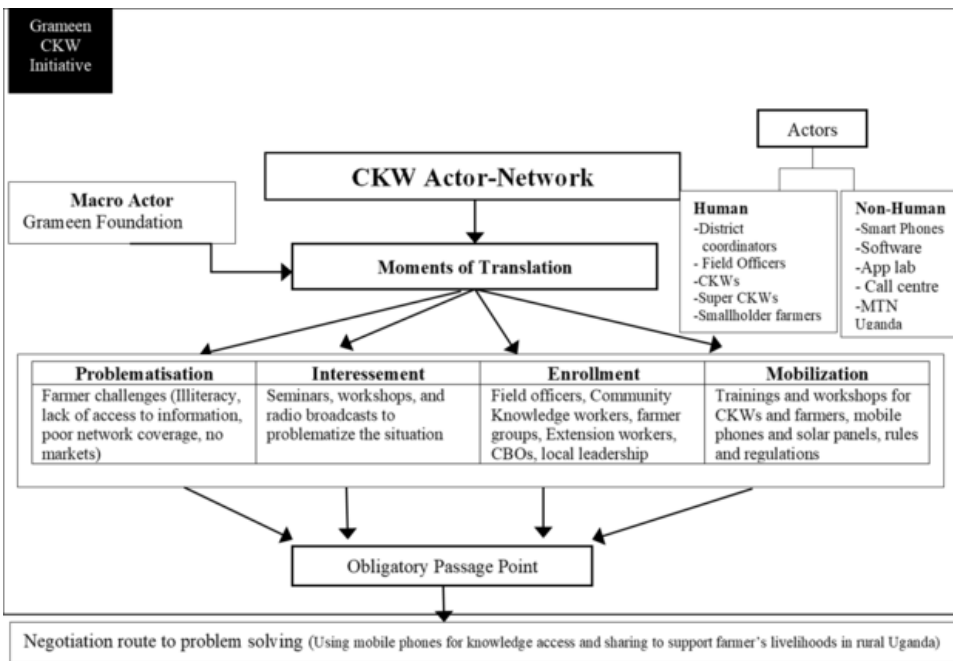 Grameen
CKW
Initiative
Actors
CKW Actor-Network
Macro Actor
Grameen Foundation
Human
-District
coordinators
- Field Officers
-CKWs
-Super CKWs
-Smallholder farmers
Non-Human
-Smart Phones
-Software
-App lab
- Call centre
-MTN
Uganda
Moments of Translation
Problematisation
Farmer challenges (Illiteracy,
lack of access to information,
poor network coverage, no
markets)
Interessement
Seminars, workshops, and
radio broadcasts to
problematize the situation
Enrollment
Field officers, Community
Knowledge workers, farmer
groups, Extension workers,
CBOs, local leadership
Mobilization
Trainings and workshops for
CKWs and farmers, mobile
phones and solar panels, rules
and regulations
Obligatory Passage Point
Negotiation route to problem solving (Using mobile phones for knowledge access and sharing to support farmer's livelihoods in rural Uganda)